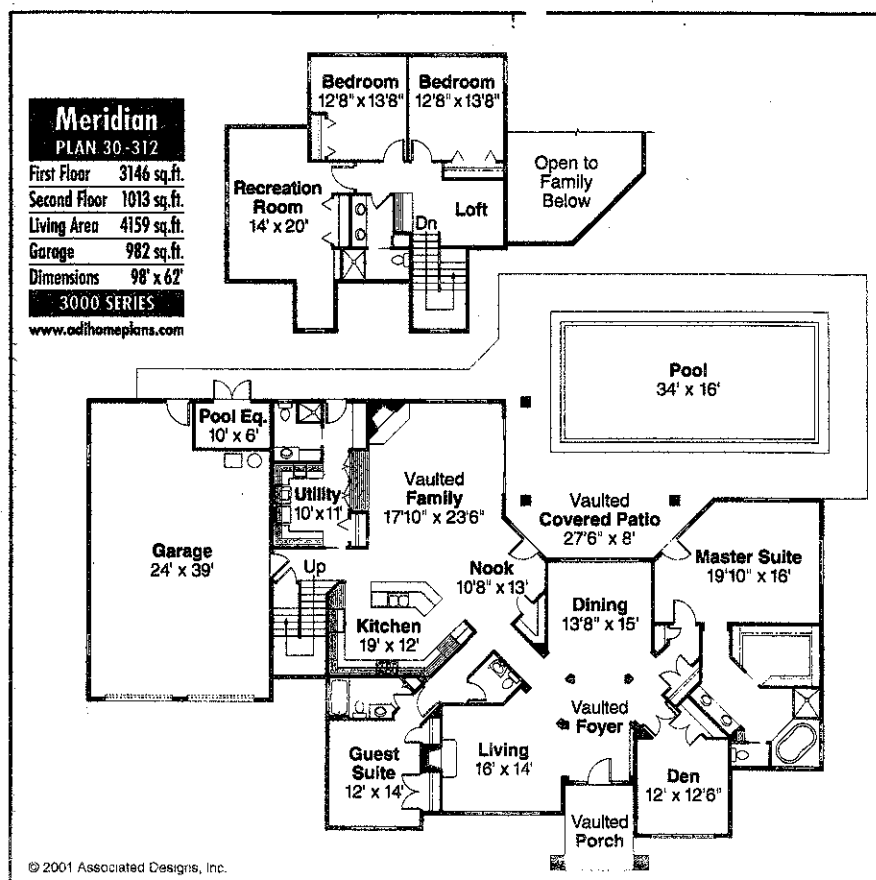 Meridian
PLAN 30-312
First Floor 3146 sq.ft.
Second Floor 1013 sq.ft.
Living Area 4159 sq.ft.
Garage 982 sq.ft.
Dimensions 98' x 62'
3000 SERIES
www.adihomeplans.com
Bedroom
12'8" x 13'8"
Bedroom
12'8" x 13'8"
Recreation
Room
14' x 20'
Loft
Dn
Open to
Family
Below
Pool
34' x 16'
Pool Eq.
10' x 6'
Utility
10' x 11'
Vaulted
Family
17'10" x 23'6"
Vaulted
Covered Patio
27'6" x 8'
Master Suite
19'10" x 16'
Garage
24' x 39'
Up
Nook
10'8" x 13'
Dining
13'8" x 15'
Kitchen
19' x 12'
Vaulted
Foyer
Guest
Suite
12' x 14'
Living
16' x 14'
Den
12' x 12'6"
Vaulted
Porch
© 2001 Associated Designs, Inc.